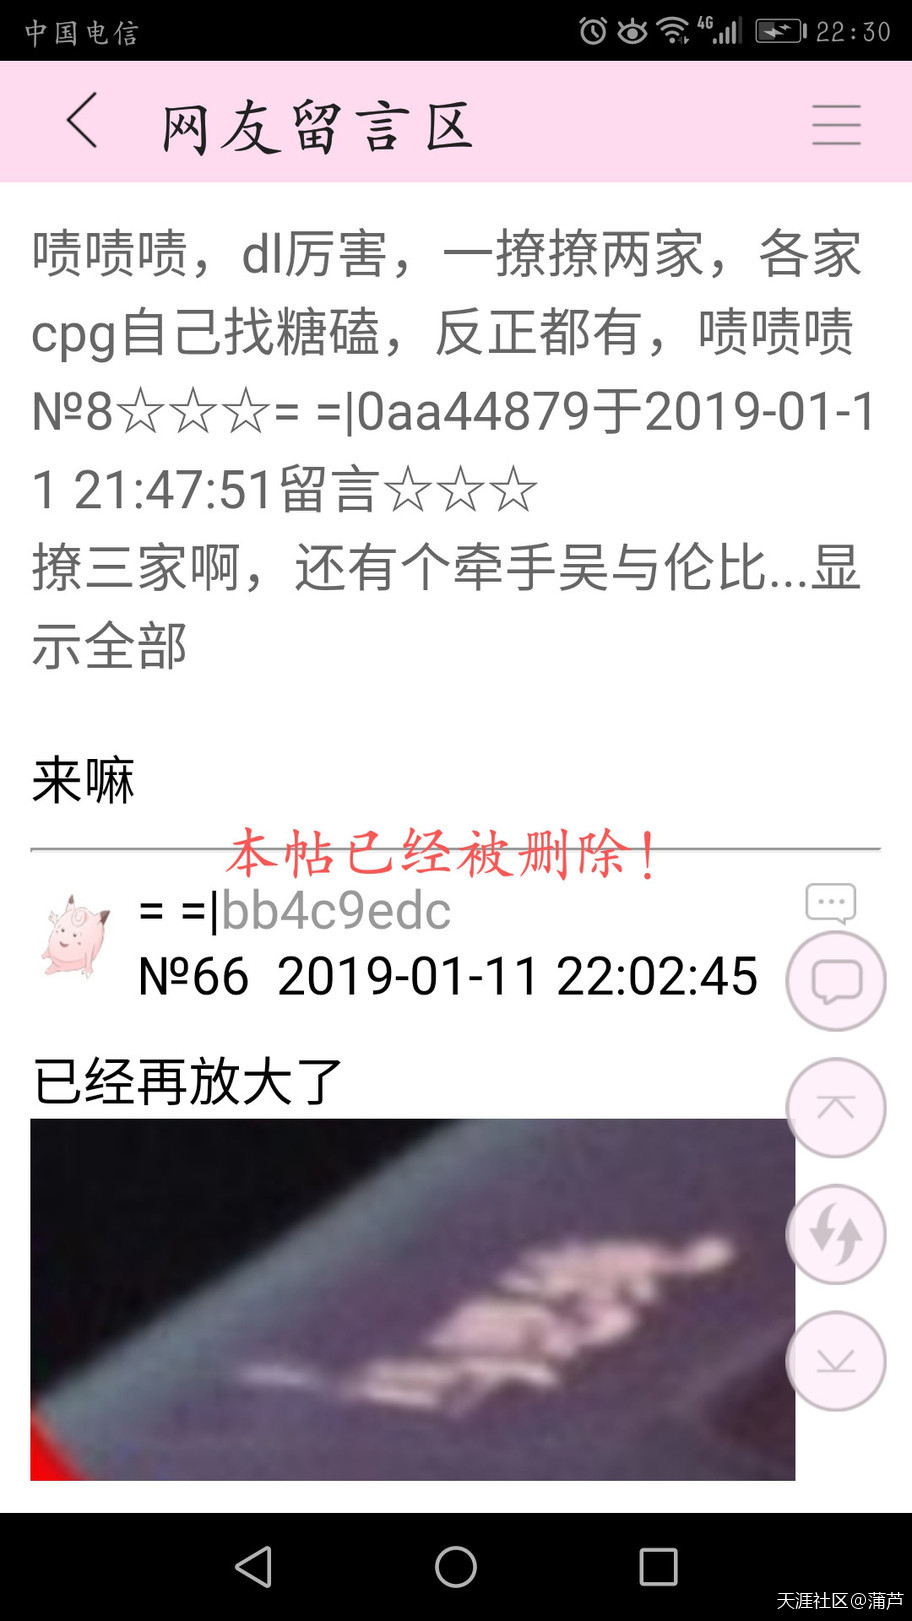 中国电信
4G
22:30
网友留言区
啧啧啧，dl厉害，一撩撩两家，各家
cpg自己找糖磕，反正都有，啧啧啧
№8☆☆☆= =|0aa44879于2019-01-1
1 21:47:51留言☆☆☆
撩三家啊，还有个牵手吴与伦比...显
示全部
来嘛
本帖已经被删除！
= =|bb4c9edc
№66 2019-01-11 22:02:45
已经再放大了
天涯社区@蒲芦